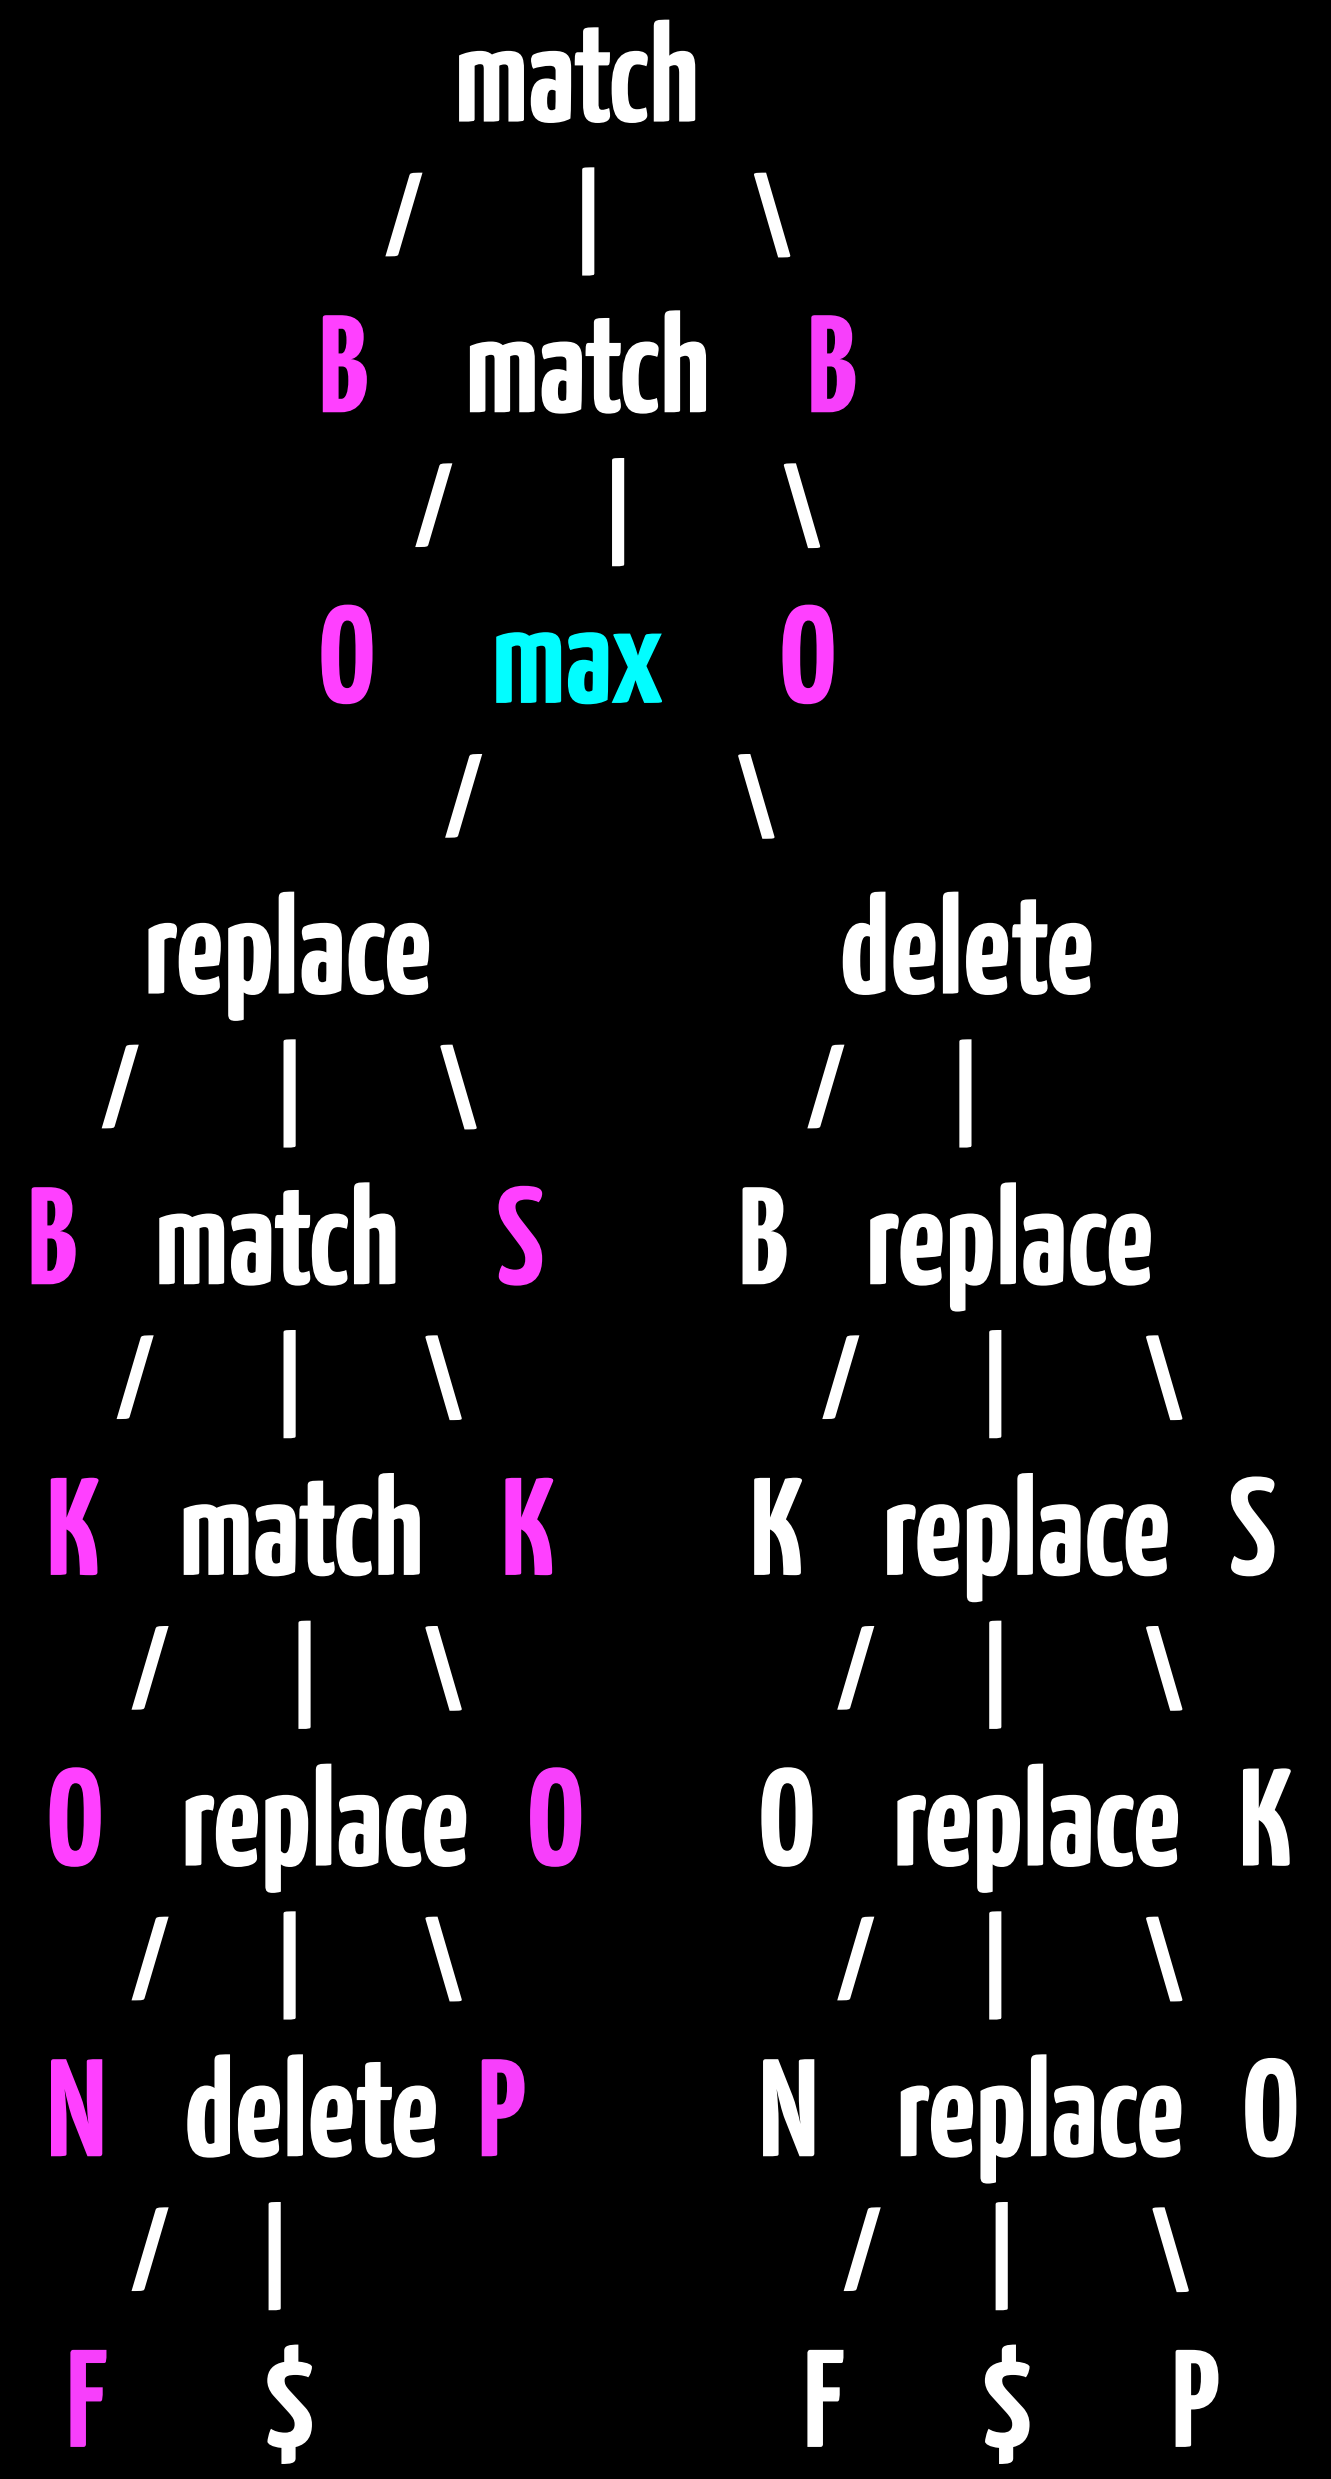 match
/ | \
B match B
/ | \
O max O
/ \
replace delete
/ | \ / |
B match S B replace
/ | \ / | \
K match K K replace S
/ | \ / | \
O replace O O replace K
/ | \ / | \
N delete P N replace O
/ | / | \
F $ F $ P